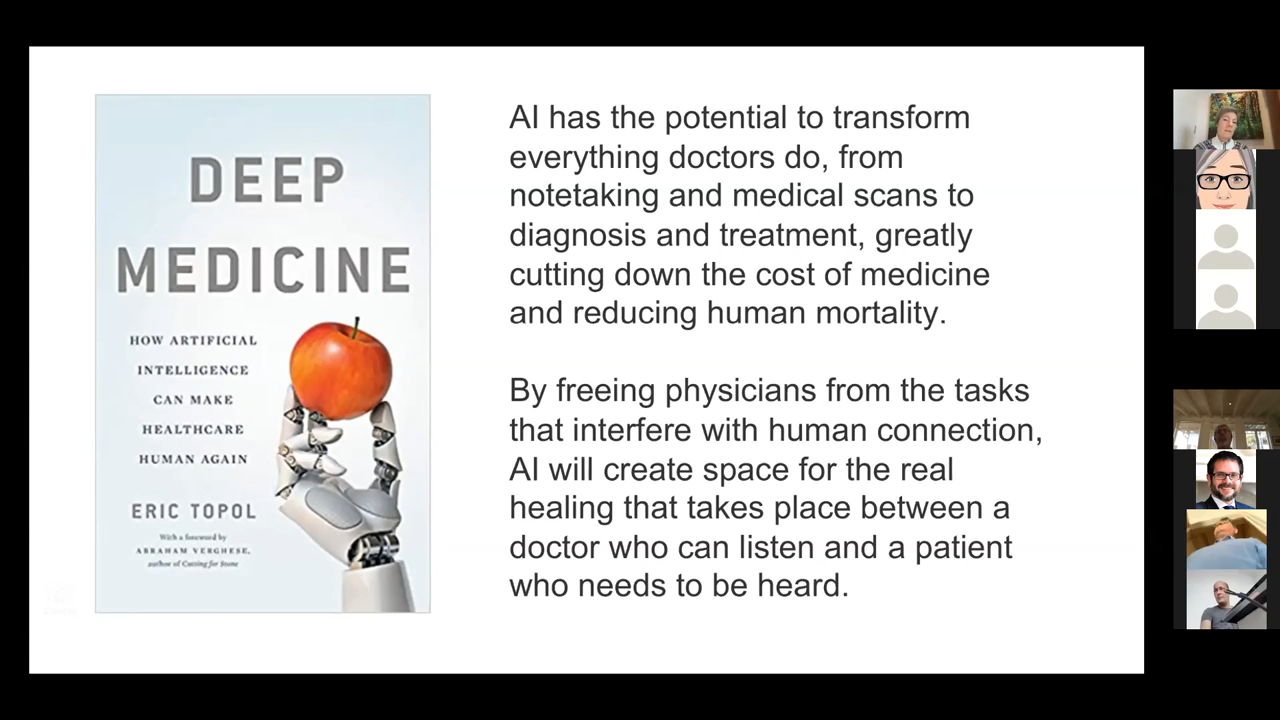 DEEP
MEDICINE
HOW ARTIFICIAL
INTELLIGENCE
CAN MAKE
HEALTHCARE
HUMAN AGAIN
ERIC TOPOL
With a foreword by
ABRAHAM VERGHESE,
author of Cutting for Stone
AI has the potential to transform
everything doctors do, from
notetaking and medical scans to
diagnosis and treatment, greatly
cutting down the cost of medicine
and reducing human mortality.
By freeing physicians from the tasks
that interfere with human connection,
AI will create space for the real
healing that takes place between a
doctor who can listen and a patient
who needs to be heard.